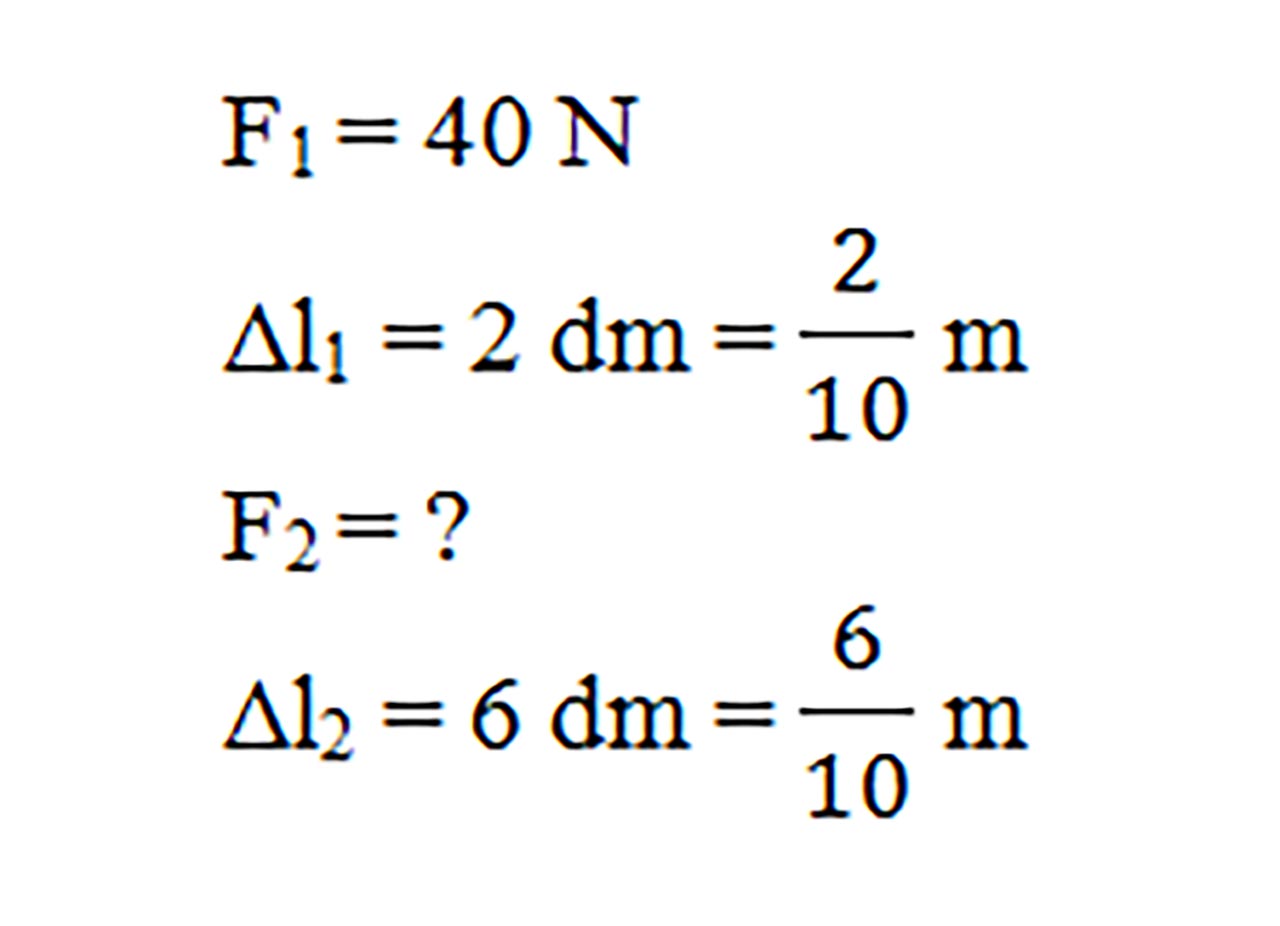 F₁ = 40 N
Δl₁ = 2 dm = 2/10 m
F₂ = ?
Δl₂ = 6 dm = 6/10 m